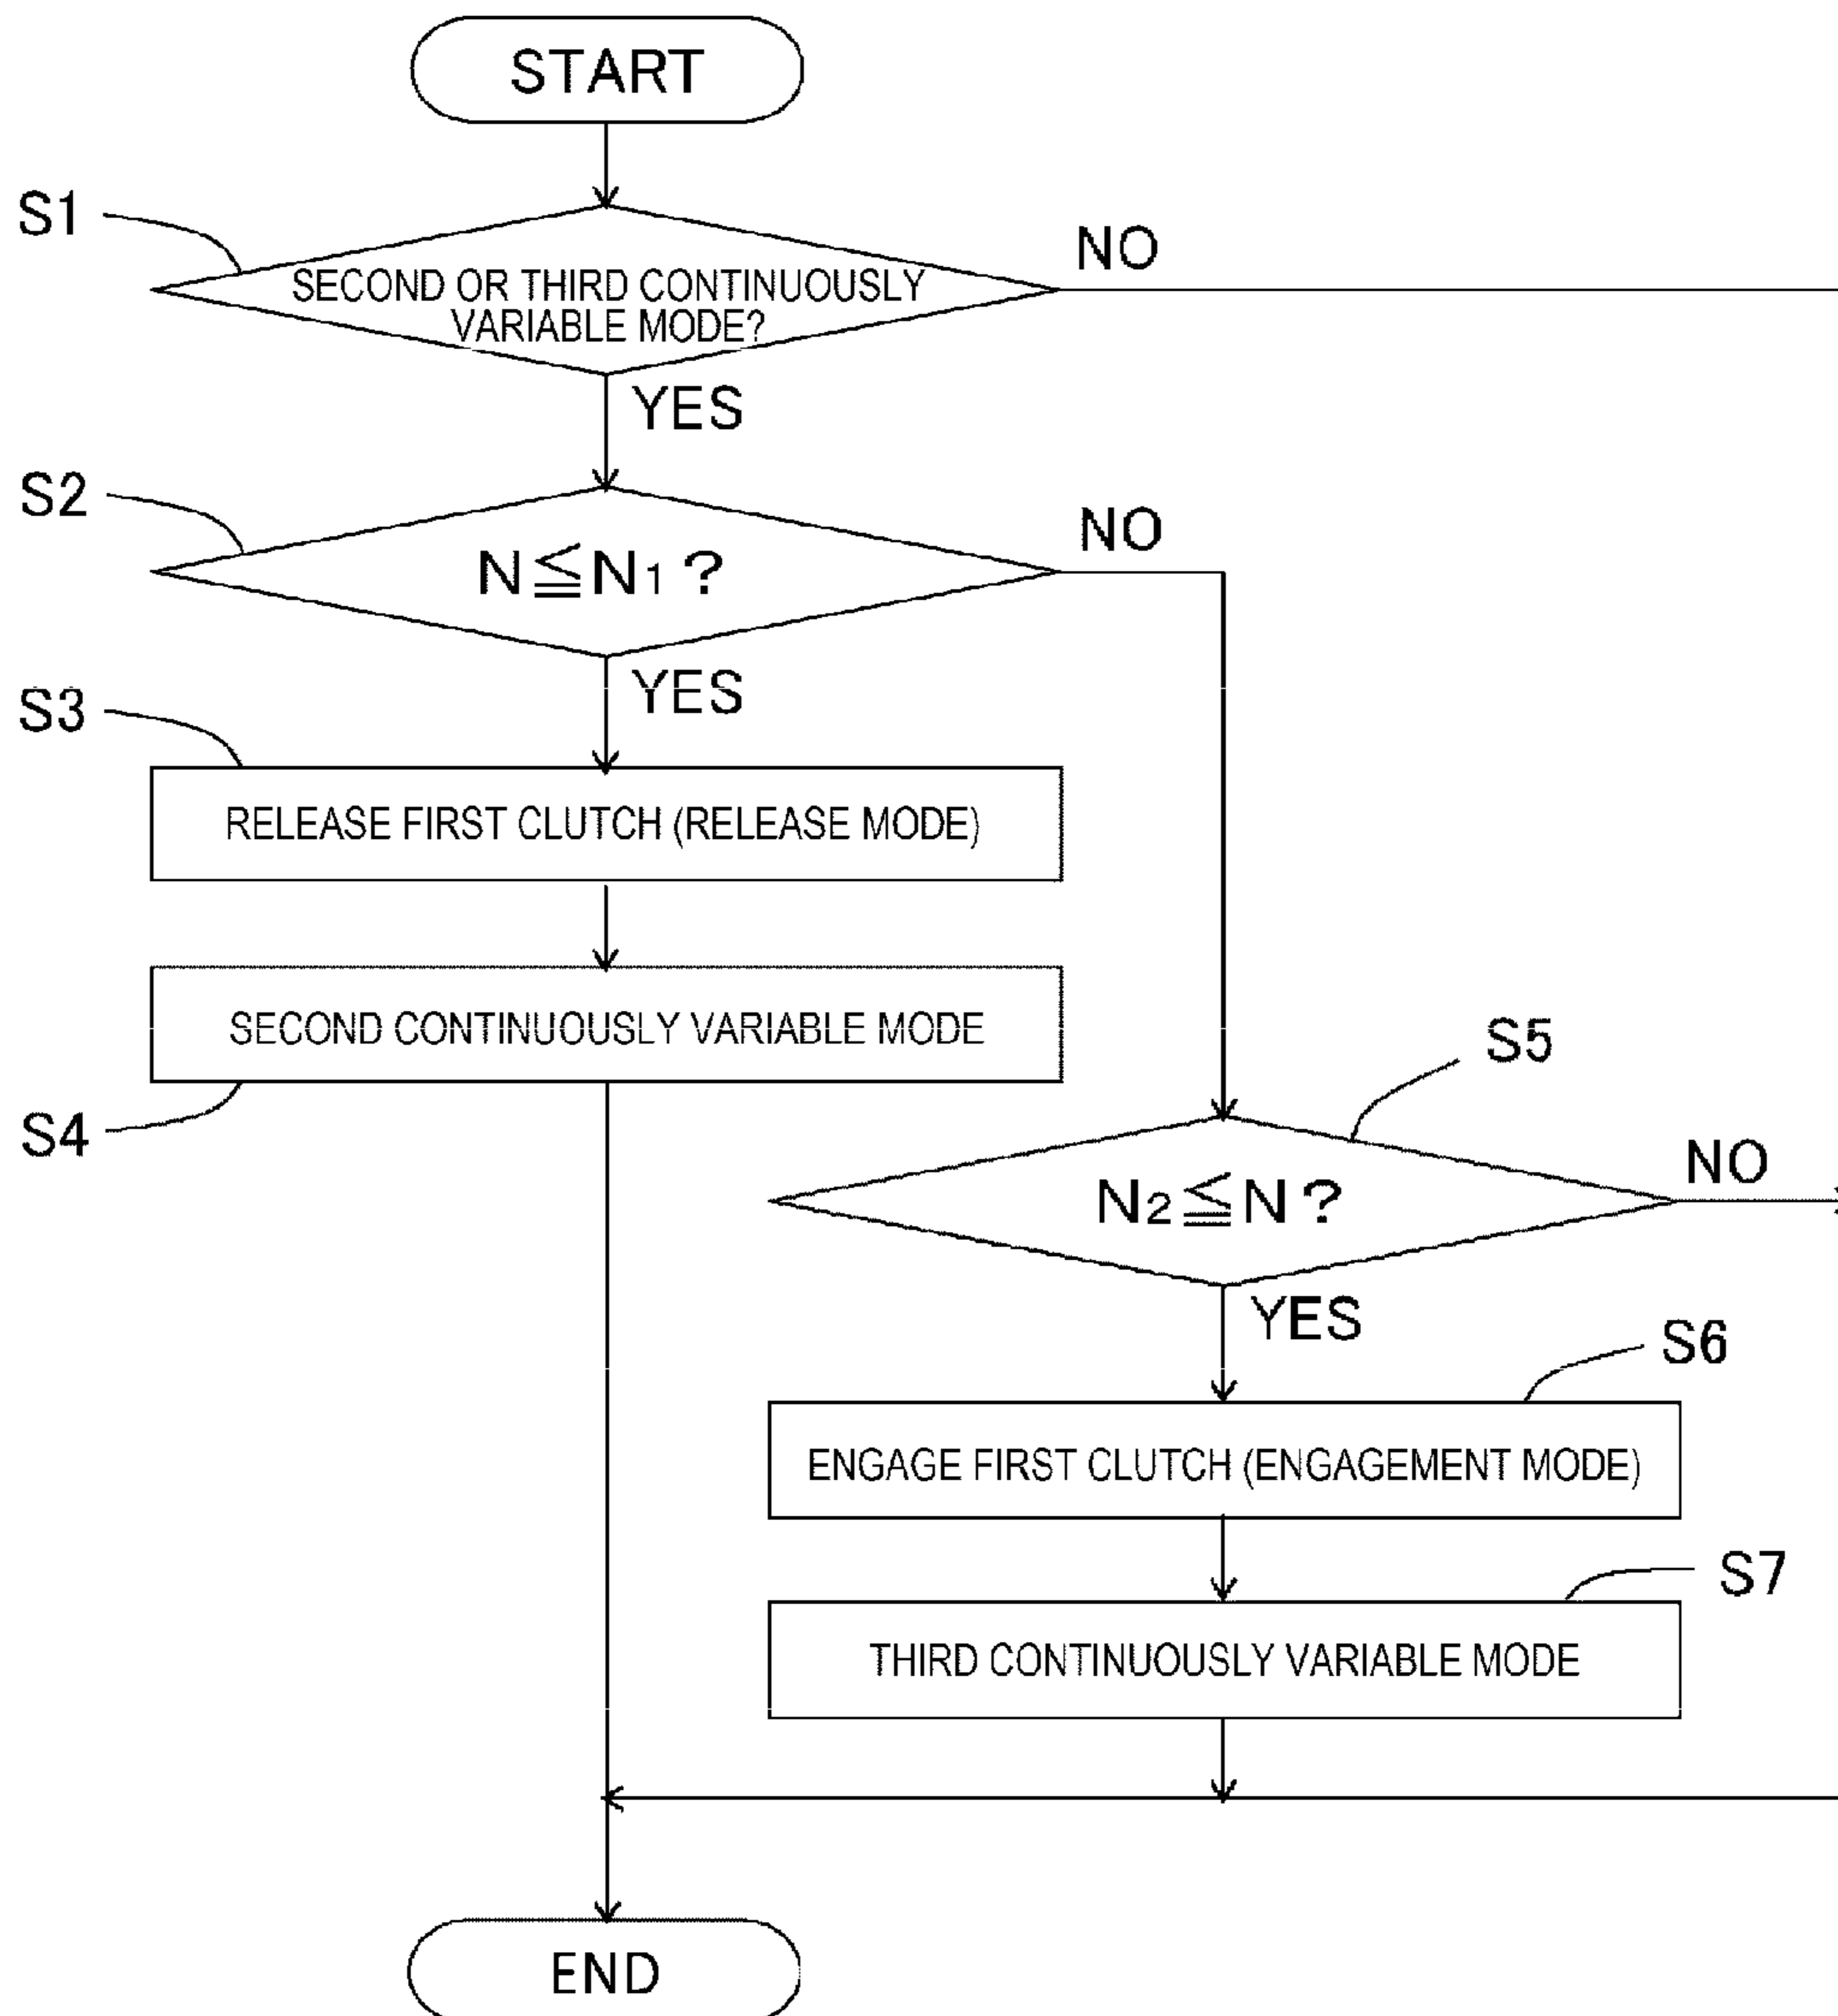 START
S1
SECOND OR THIRD CONTINUOUSLY
VARIABLE MODE?
NO
YES
S2
N≦N1?
NO
YES
S3
RELEASE FIRST CLUTCH (RELEASE MODE)
SECOND CONTINUOUSLY VARIABLE MODE
S4
S5
N2≦N?
NO
YES
S6
ENGAGE FIRST CLUTCH (ENGAGEMENT MODE)
S7
THIRD CONTINUOUSLY VARIABLE MODE
END